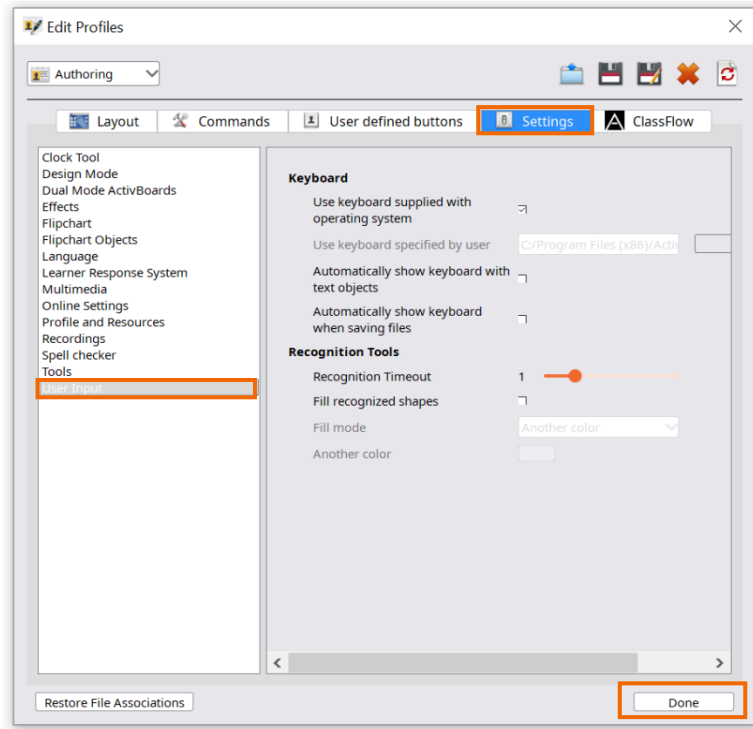 Edit Profiles
Authoring
Layout
Commands
User defined buttons
Settings
ClassFlow
Clock Tool
Design Mode
Dual Mode ActivBoards
Effects
Flipchart
Flipchart Objects
Language
Learner Response System
Multimedia
Online Settings
Profile and Resources
Recordings
Spell checker
Tools
User Input
Keyboard
Use keyboard supplied with
operating system
Use keyboard specified by user
C:/Program Files (x86)/Activ
Automatically show keyboard with
text objects
Automatically show keyboard
when saving files
Recognition Tools
Recognition Timeout
1
Fill recognized shapes
Fill mode
Another color
Another color
Restore File Associations
Done